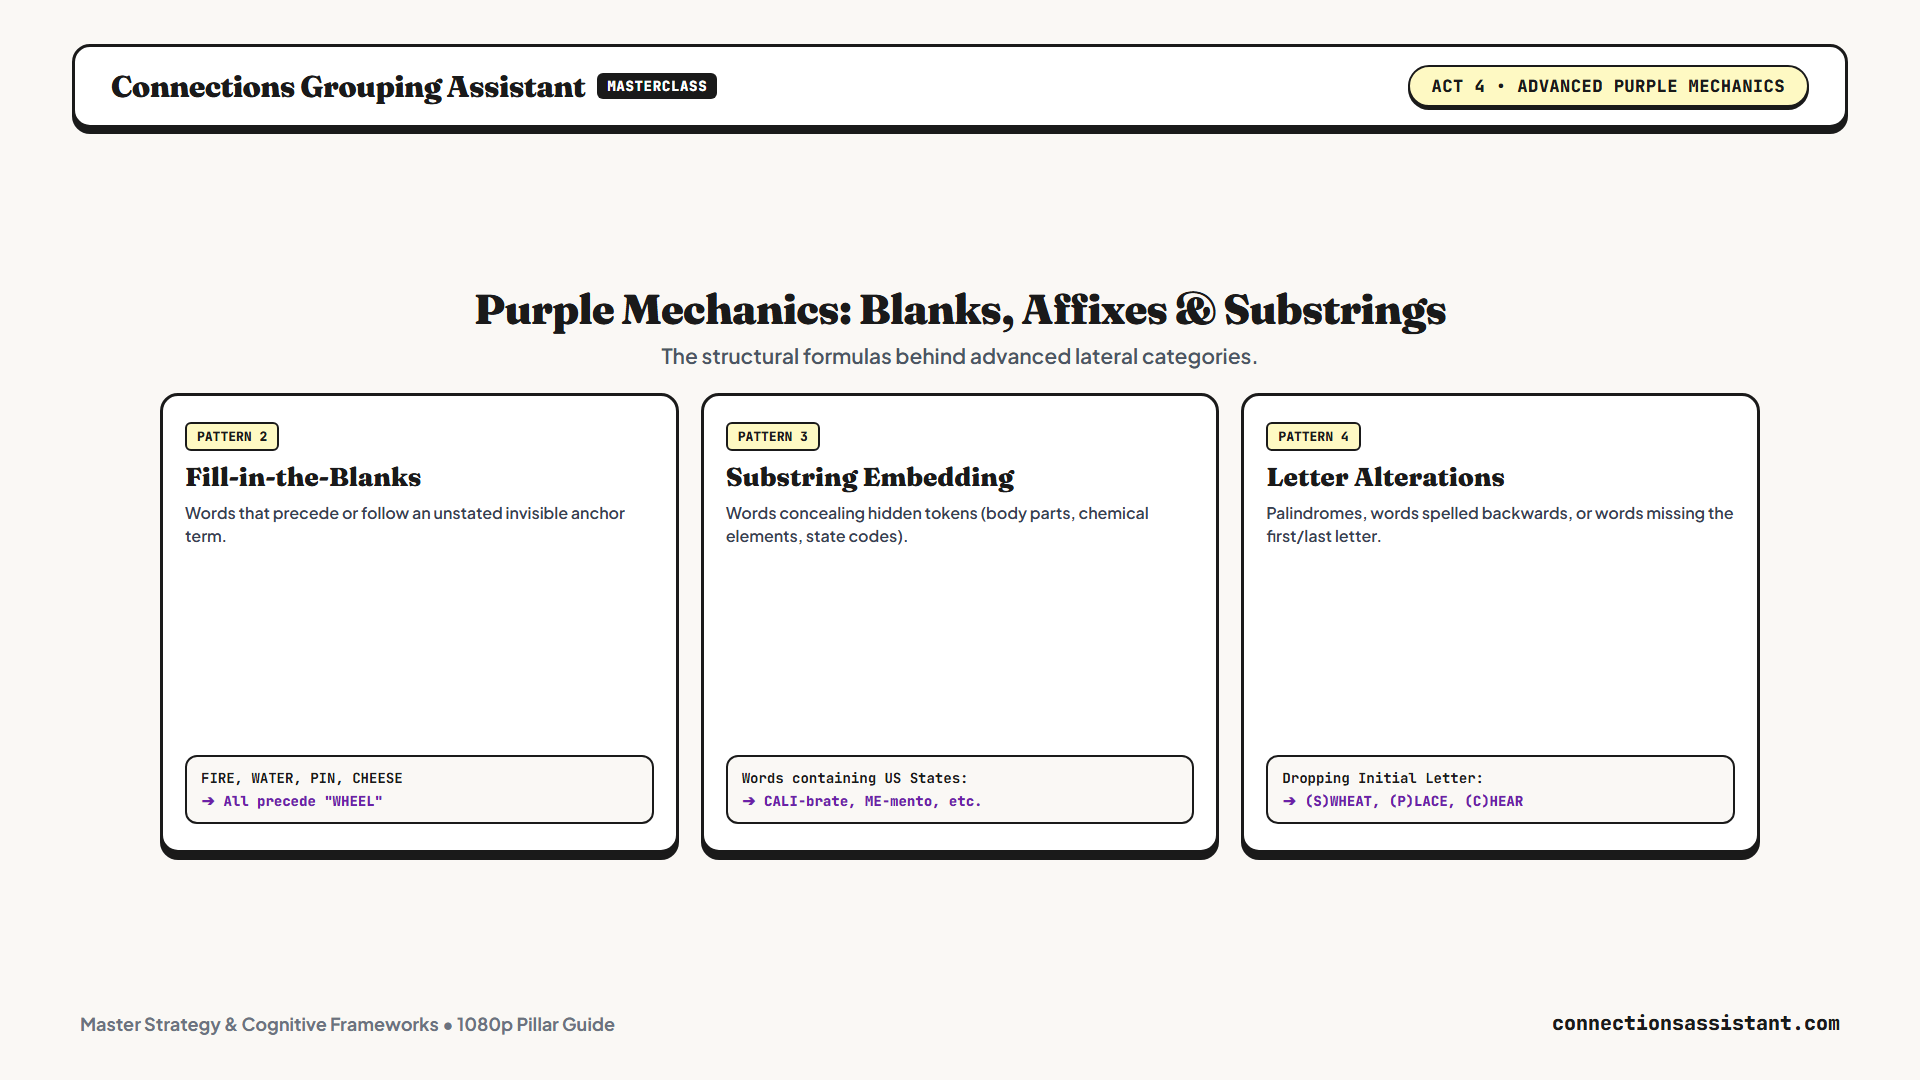 Connections Grouping Assistant MASTERCLASS
ACT 4 • ADVANCED PURPLE MECHANICS
Purple Mechanics: Blanks, Affixes & Substrings
The structural formulas behind advanced lateral categories.
PATTERN 2
Fill-in-the-Blanks
Words that precede or follow an unstated invisible anchor
term.
FIRE, WATER, PIN, CHEESE
➔ All precede "WHEEL"
PATTERN 3
Substring Embedding
Words concealing hidden tokens (body parts, chemical
elements, state codes).
Words containing US States:
➔ CALI-brate, ME-mento, etc.
PATTERN 4
Letter Alterations
Palindromes, words spelled backwards, or words missing the
first/last letter.
Dropping Initial Letter:
➔ (S)WHEAT, (P)LACE, (C)HEAR
Master Strategy & Cognitive Frameworks • 1080p Pillar Guide
connectionsassistant.com